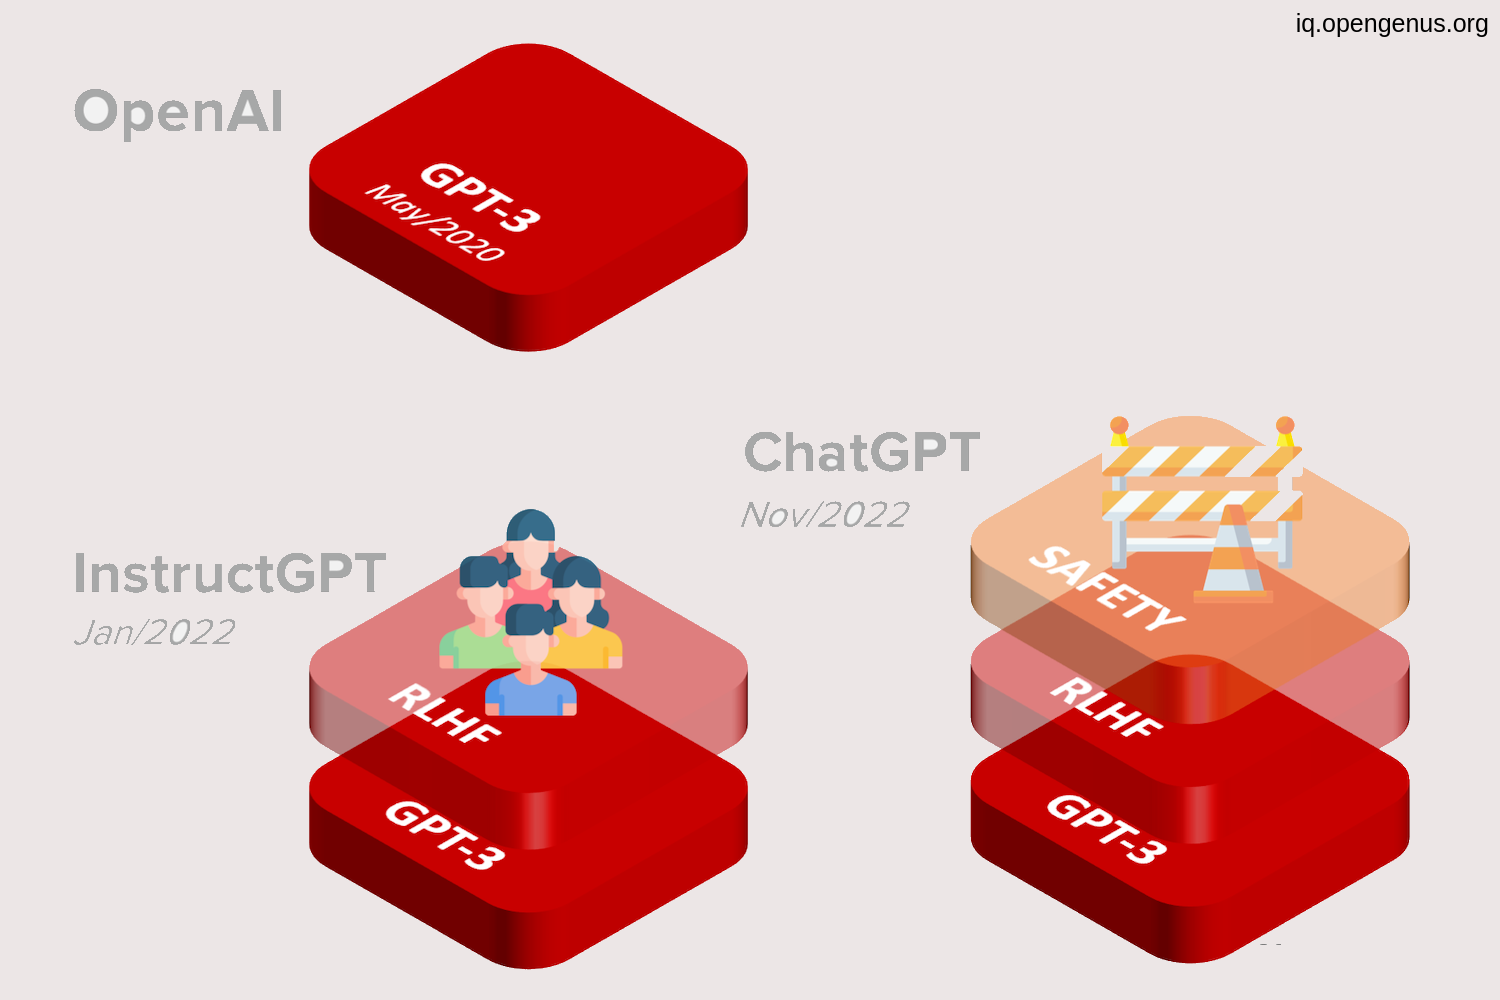 iq.opengenus.org
OpenAI
GPT-3
May/2020
ChatGPT
Nov/2022
SAFETY
RLHF
GPT-3
InstructGPT
Jan/2022
RLHF
GPT-3